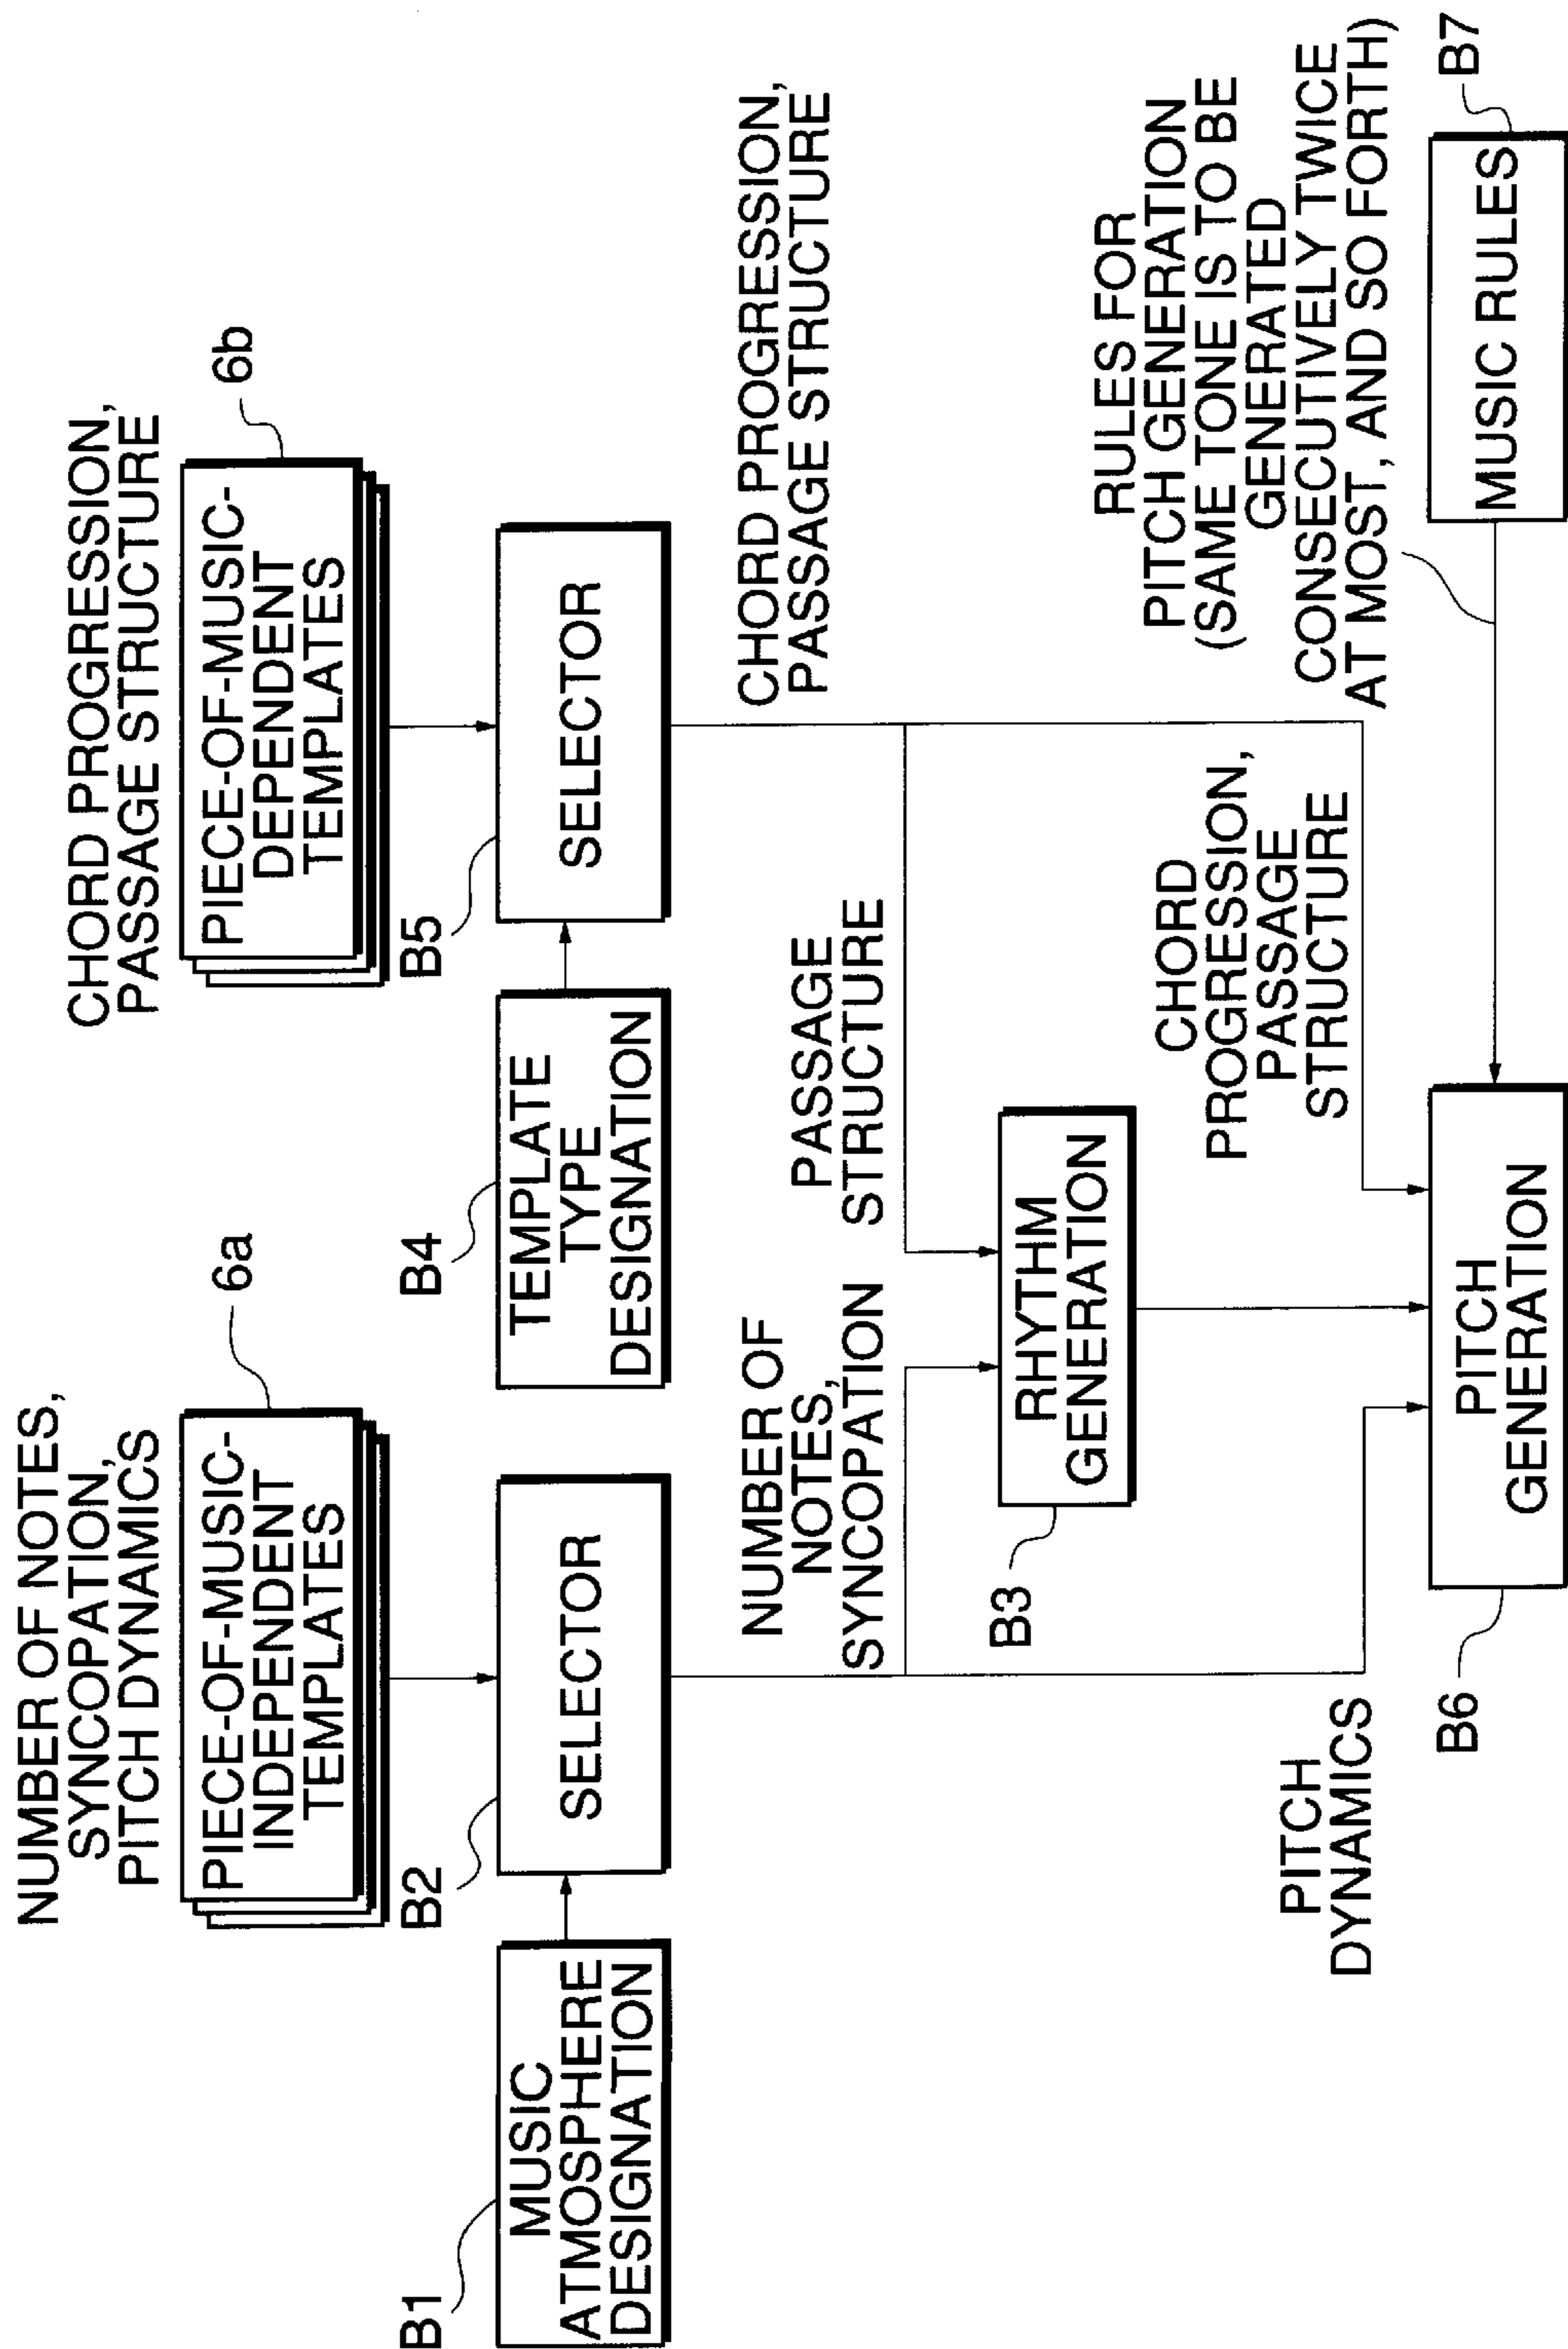 NUMBER OF NOTES,
SYNCOPATION,
PITCH DYNAMICS
PIECE-OF-MUSIC-
INDEPENDENT
TEMPLATES
6a
CHORD PROGRESSION,
PASSAGE STRUCTURE
PIECE-OF-MUSIC-
DEPENDENT
TEMPLATES
6b
B1
MUSIC
ATMOSPHERE
DESIGNATION
B2
SELECTOR
B4
TEMPLATE
TYPE
DESIGNATION
B5
SELECTOR
NUMBER OF
NOTES,
SYNCOPATION
PASSAGE
STRUCTURE
CHORD PROGRESSION,
PASSAGE STRUCTURE
B3
RHYTHM
GENERATION
PITCH
DYNAMICS
CHORD
PROGRESSION,
PASSAGE
STRUCTURE
RULES FOR
PITCH GENERATION
(SAME TONE IS TO BE
GENERATED
CONSECUTIVELY TWICE
AT MOST, AND SO FORTH)
B6
PITCH
GENERATION
MUSIC RULES
B7